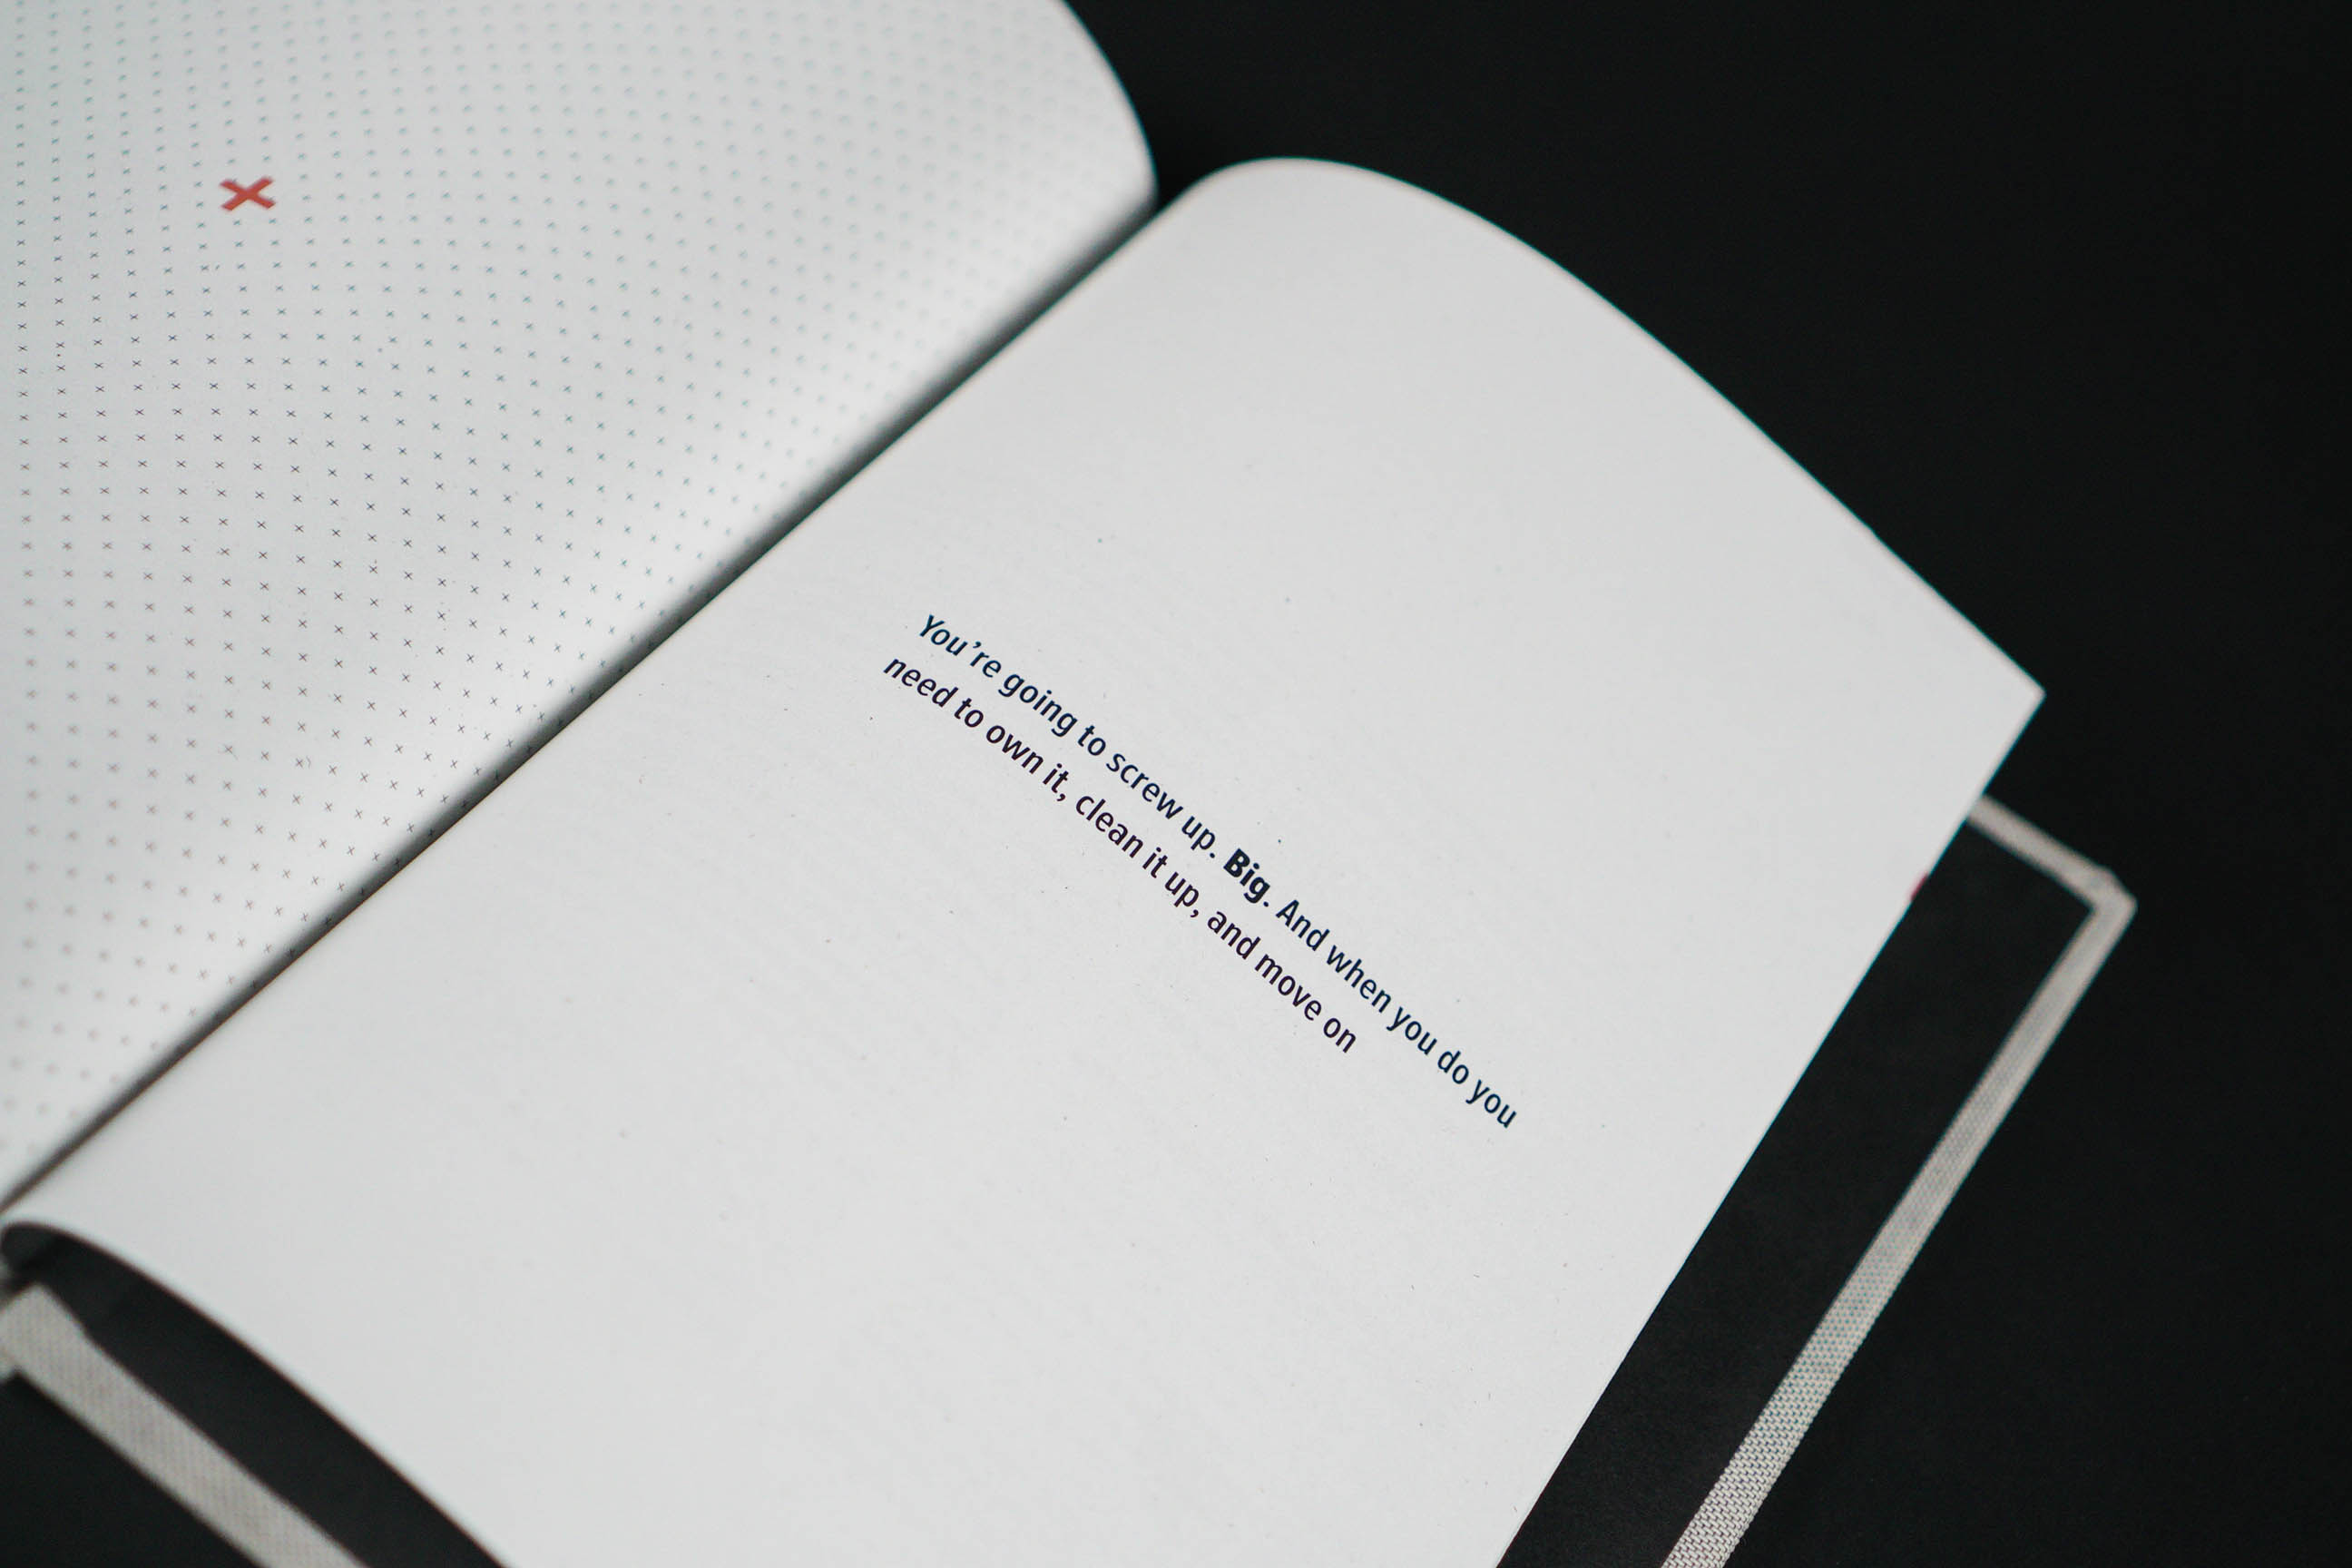 You're going to screw up. Big. And when you do you
need to own it, clean it up, and move on